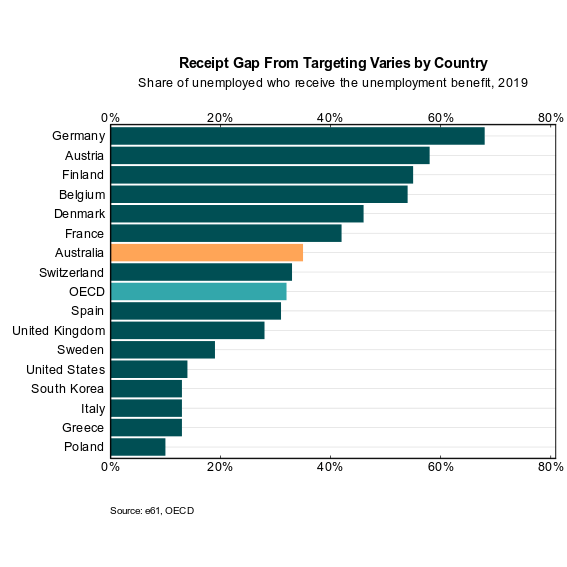 Receipt Gap From Targeting Varies by Country
Share of unemployed who receive the unemployment benefit, 2019
0% 20% 40% 60% 80%
Germany
Austria
Finland
Belgium
Denmark
France
Australia
Switzerland
OECD
Spain
United Kingdom
Sweden
United States
South Korea
Italy
Greece
Poland
0% 20% 40% 60% 80%
Source: e61, OECD